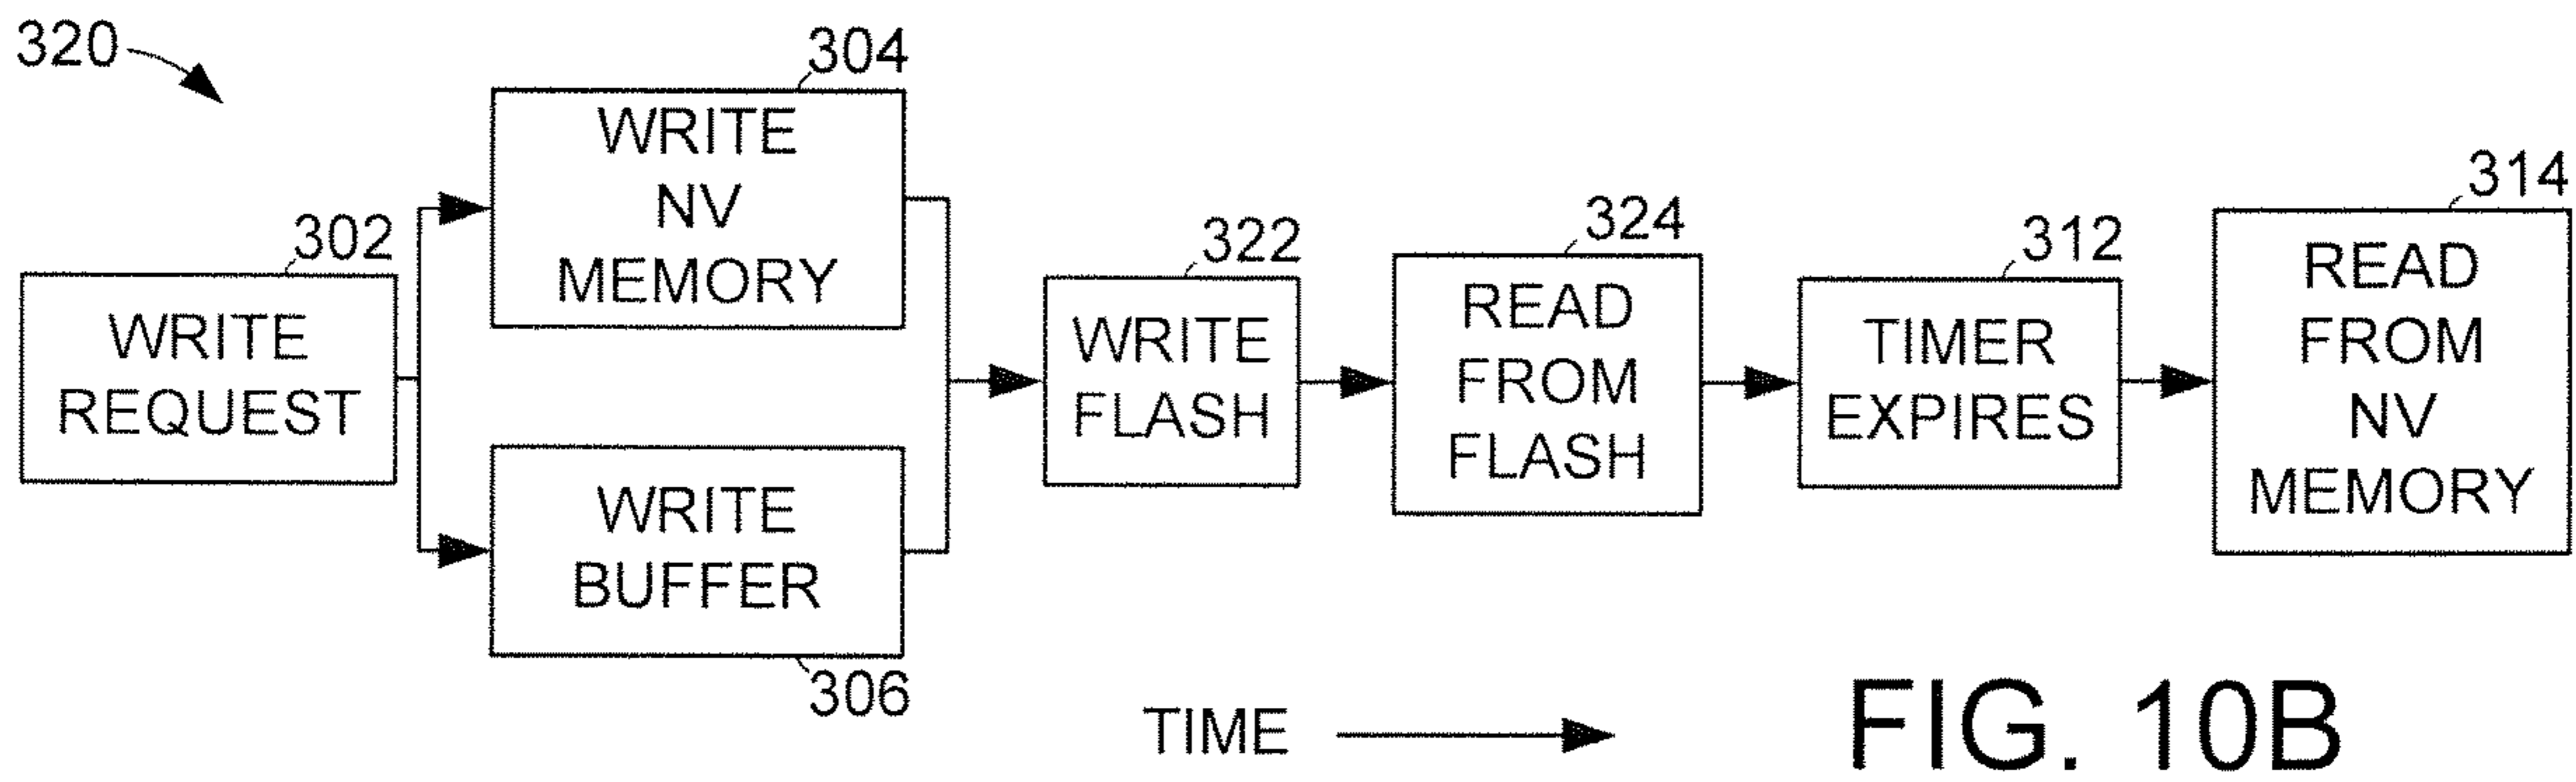 320
302
WRITE
REQUEST
304
WRITE
NV
MEMORY
WRITE
BUFFER
306
322
WRITE
FLASH
324
READ
FROM
FLASH
312
TIMER
EXPIRES
314
READ
FROM
NV
MEMORY
TIME
FIG. 10B